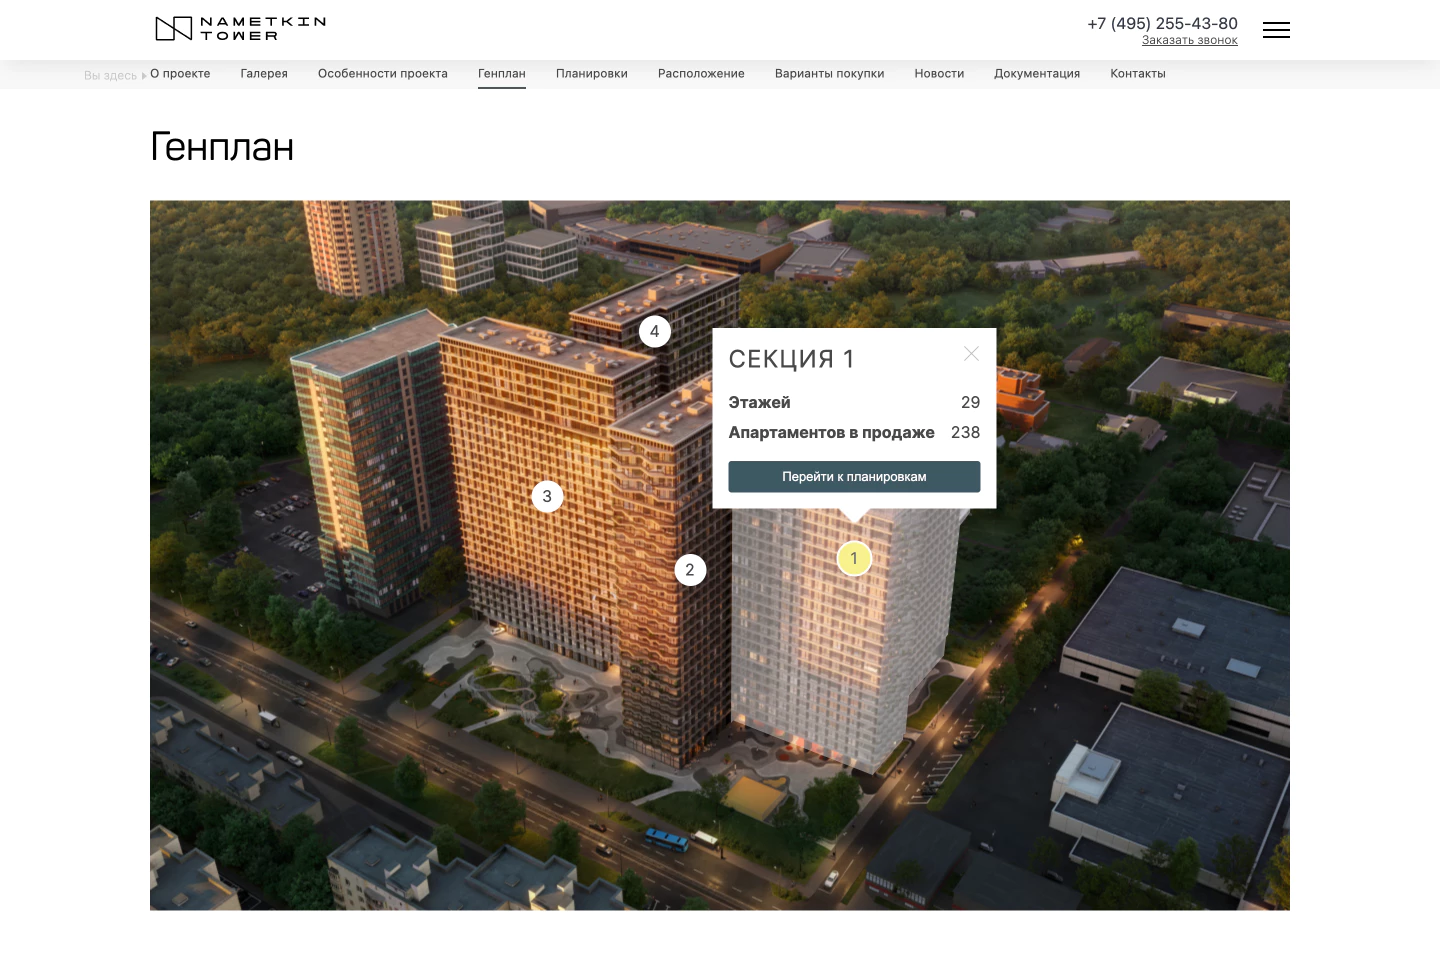 NAMETKIN
TOWER
+7 (495) 255-43-80
Заказать звонок
Вы здесь
О проекте
Галерея
Особенности проекта
Генплан
Планировки
Расположение
Варианты покупки
Новости
Документация
Контакты
Генплан
4
СЕКЦИЯ 1
Этажей 29
Апартаментов в продаже 238
Перейти к планировкам
3
1
2